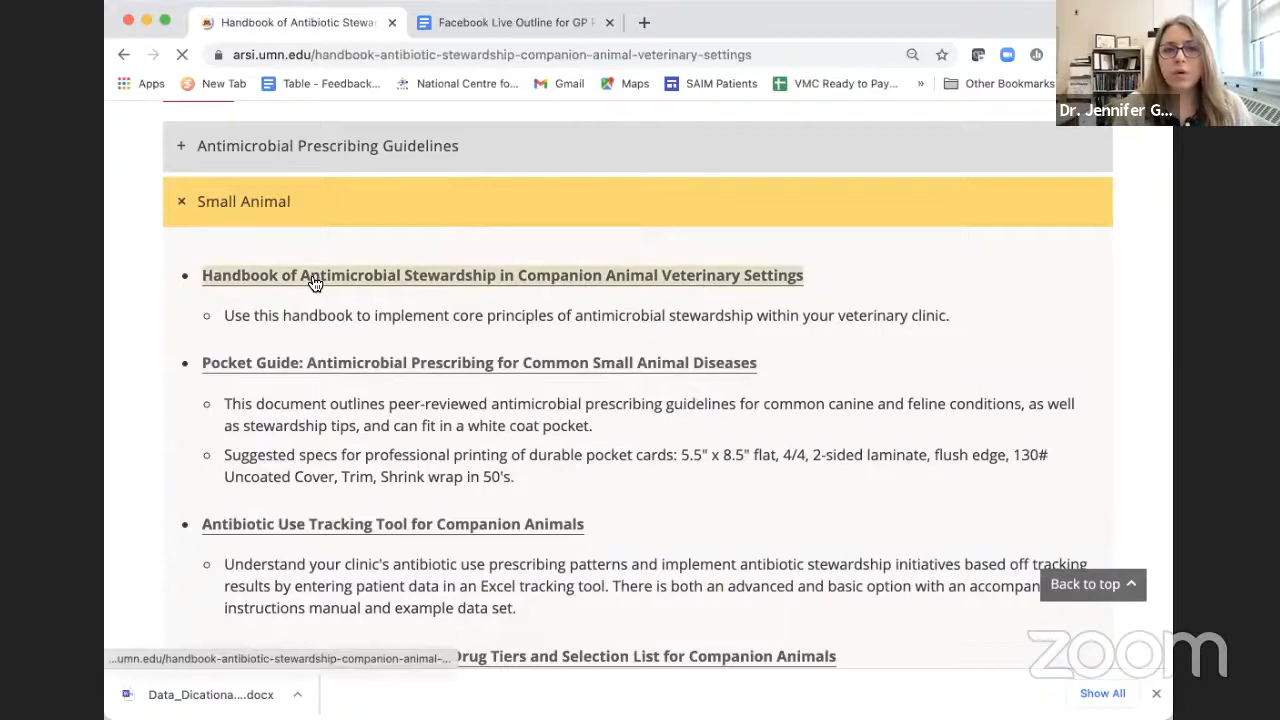 Handbook of Antibiotic Stewar
Facebook Live Outline for GP
arsi.umn.edu/handbook-antibiotic-stewardship-companion-animal-veterinary-settings
Apps New Tab Table - Feedback... National Centre fo... Gmail Maps SAIM Patients VMC Ready to Pay... » Other Bookmarks
Dr. Jennifer G...
+ Antimicrobial Prescribing Guidelines
× Small Animal
• Handbook of Antimicrobial Stewardship in Companion Animal Veterinary Settings
Use this handbook to implement core principles of antimicrobial stewardship within your veterinary clinic.
• Pocket Guide: Antimicrobial Prescribing for Common Small Animal Diseases
This document outlines peer-reviewed antimicrobial prescribing guidelines for common canine and feline conditions, as well
as stewardship tips, and can fit in a white coat pocket.
Suggested specs for professional printing of durable pocket cards: 5.5" x 8.5" flat, 4/4, 2-sided laminate, flush edge, 130#
Uncoated Cover, Trim, Shrink wrap in 50's.
• Antibiotic Use Tracking Tool for Companion Animals
Understand your clinic's antibiotic use prescribing patterns and implement antibiotic stewardship initiatives based off tracking
results by entering patient data in an Excel tracking tool. There is both an advanced and basic option with an accompan
instructions manual and example data set.
Back to top
Drug Tiers and Selection List for Companion Animals
...umn.edu/handbook-antibiotic-stewardship-companion-animal-...
zoom
Data_Dicationa....docx
Show All